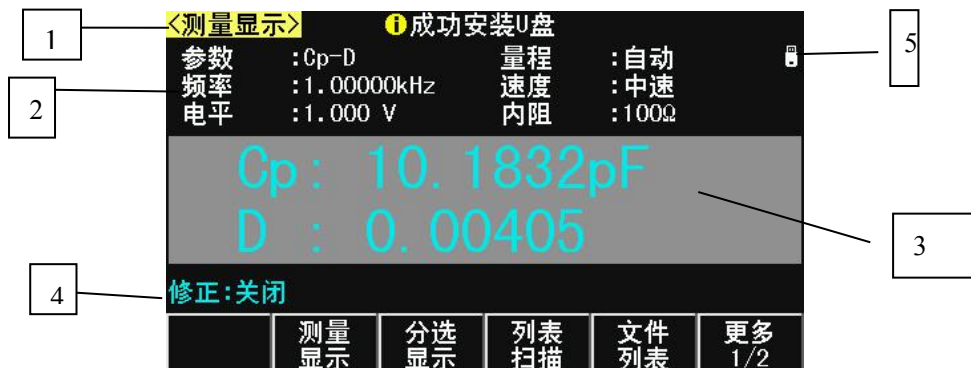 <测量显示> 成功安装U盘
参数 :Cp-D 量程 :自动
频率 :1.00000kHz 速度 :中速
电平 :1.000 V 内阻 :100Ω
Cp: 10.1832pF
D : 0.00405
修正:关闭
测量显示 分选显示 列表扫描 文件列表 更多1/2
1
2
3
4
5